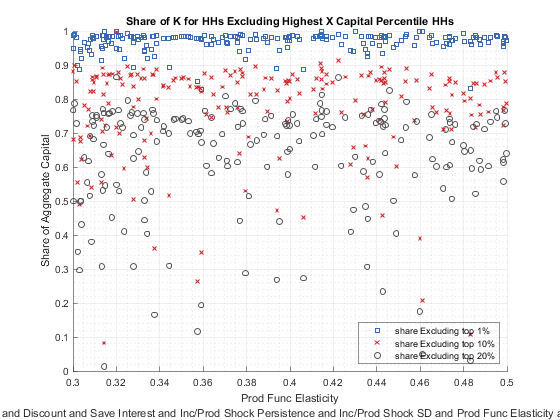 Share of K for HHs Excluding Highest X Capital Percentile HHs
1
0.9
0.8
0.7
0.6
0.5
0.4
0.3
0.2
0.1
0
Share of Aggregate Capital
share Excluding top 1%
share Excluding top 10%
share Excluding top 20%
0.3 0.32 0.34 0.36 0.38 0.4 0.42 0.44 0.46 0.48 0.5
Prod Func Elasticity
and Discount and Save Interest and Inc/Prod Shock Persistence and Inc/Prod Shook SD and Prod Func Elasticity